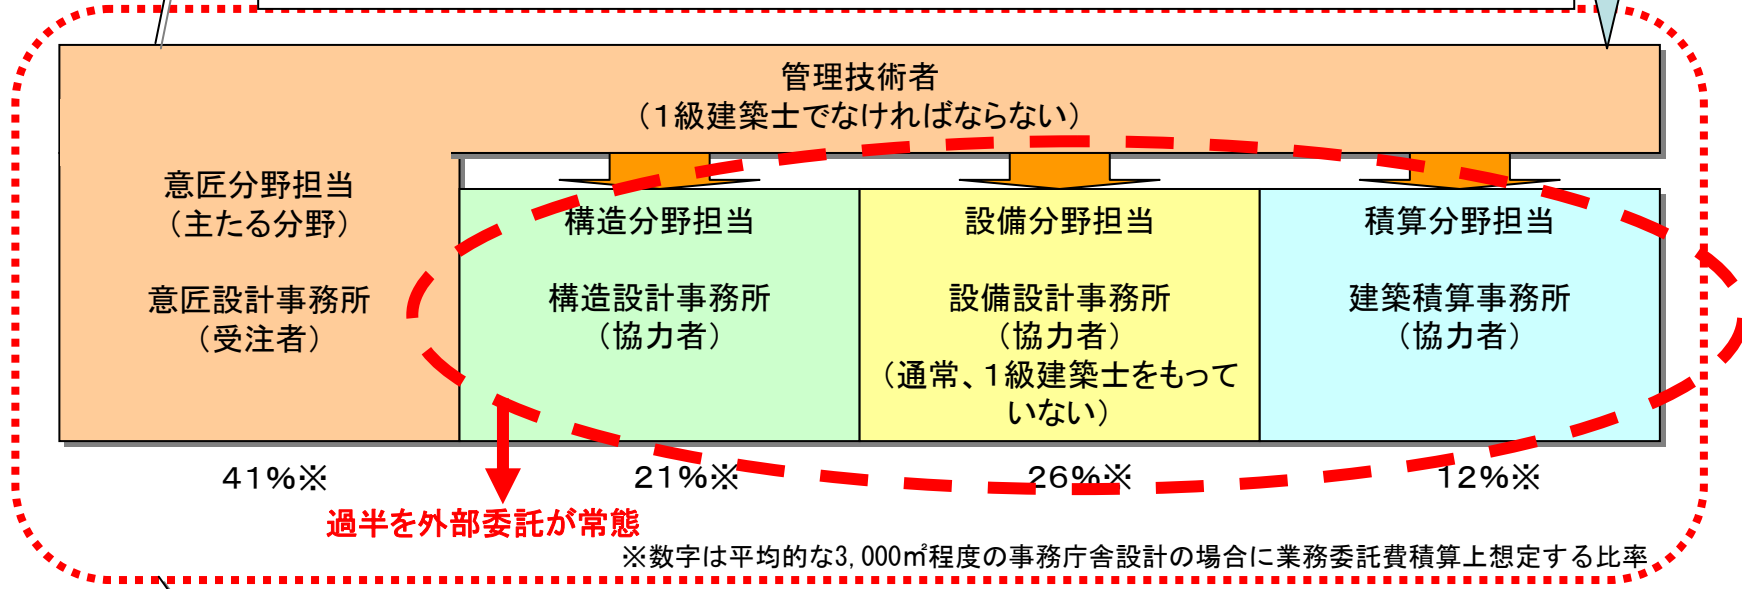 管理技術者
（１級建築士でなければならない）
意匠分野担当
（主たる分野）
意匠設計事務所
（受注者）
構造分野担当
構造設計事務所
（協力者）
設備分野担当
設備設計事務所
（協力者）
（通常、１級建築士をもって
いない）
積算分野担当
建築積算事務所
（協力者）
41%※
21%※
26%※
12%※
過半を外部委託が常態
※数字は平均的な3,000㎡程度の事務庁舎設計の場合に業務委託費積算上想定する比率